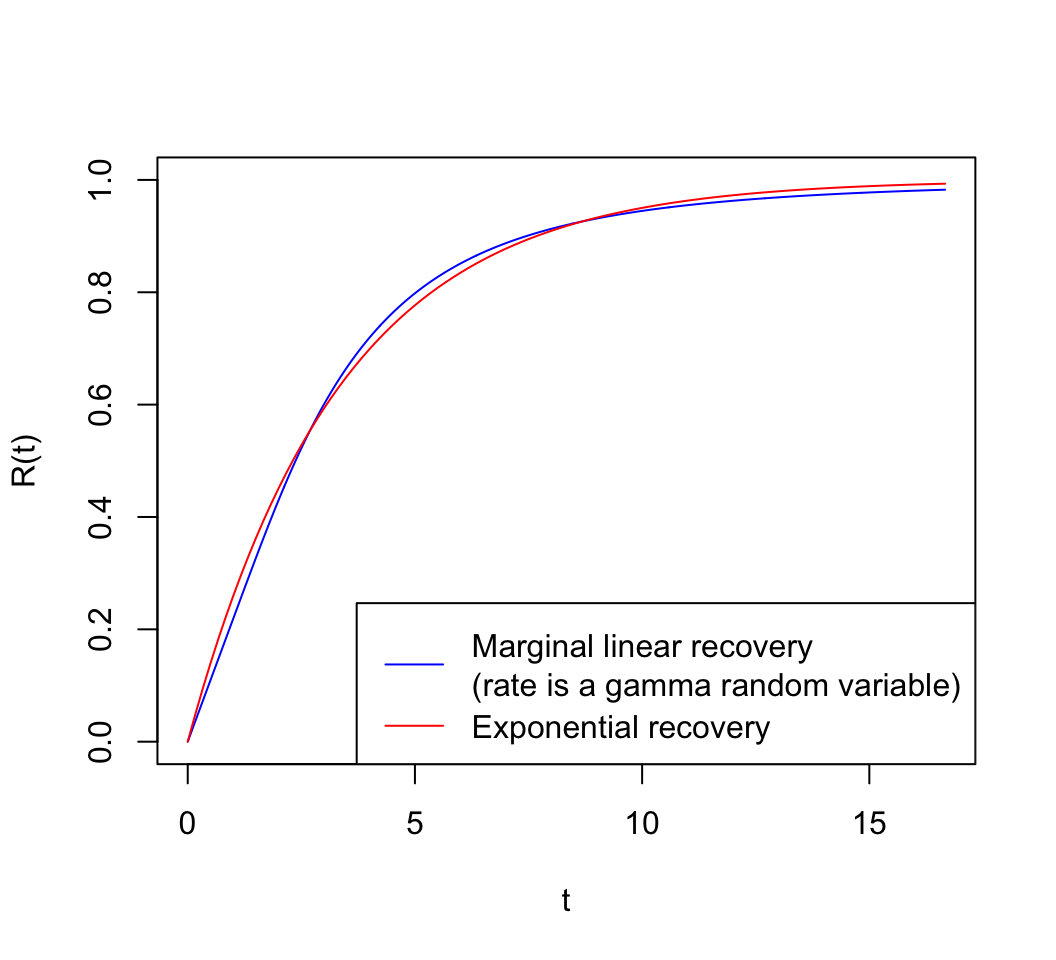 1.0
0.8
0.6
0.4
0.2
0.0
R(t)
Marginal linear recovery
(rate is a gamma random variable)
Exponential recovery
0 5 10 15
t